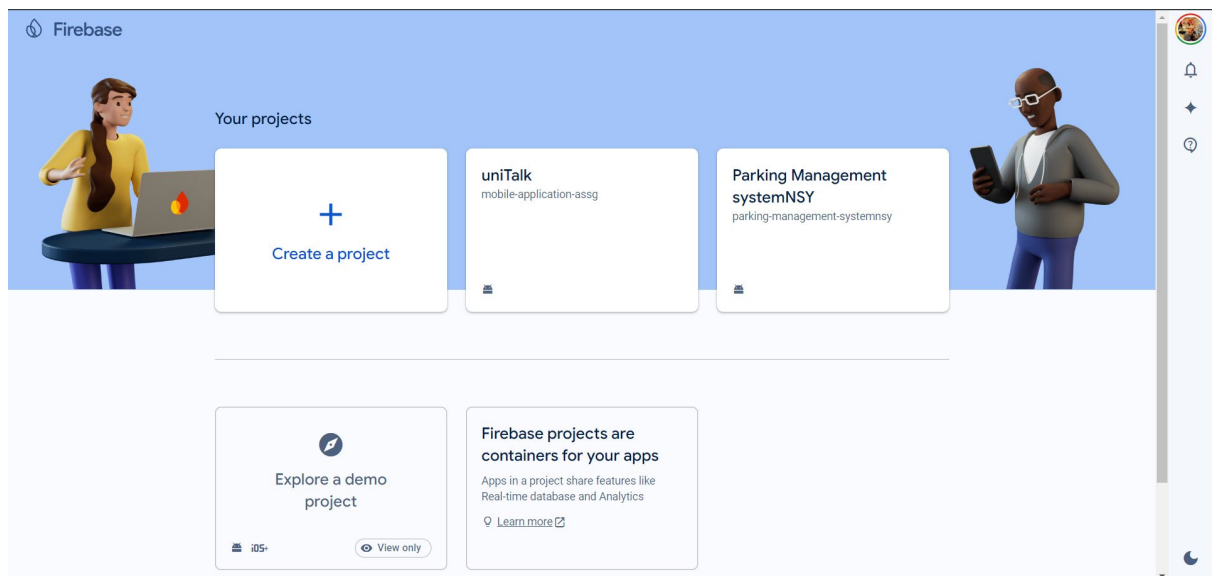 Firebase
Your projects
Create a project
uniTalk
mobile-application-assg
Parking Management
systemNSY
parking-management-systemnsy
Explore a demo
project
iOS+
View only
Firebase projects are
containers for your apps
Apps in a project share features like
Real-time database and Analytics
Learn more